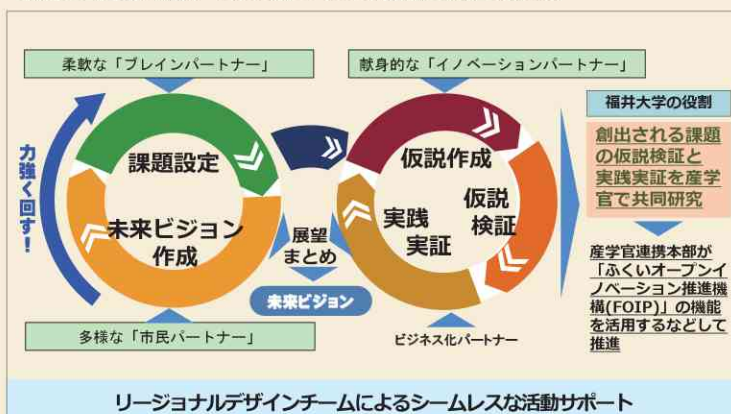 柔軟な「ブレインパートナー」
献身的な「イノベーションパートナー」
力強く回す!
課題設定
未来ビジョン
作成
展望
まとめ
未来ビジョン
仮説作成
仮説
検証
実践
実証
多様な「市民パートナー」
ビジネス化パートナー
福井大学の役割
創出される課題
の仮説検証と
実践実証を産学
官で共同研究
産学官連携本部が
「ふくいオープンイ
ノベーション推進機
構(FOIP)」の機能
を活用するなどして
推進
リージョナルデザインチームによるシームレスな活動サポート